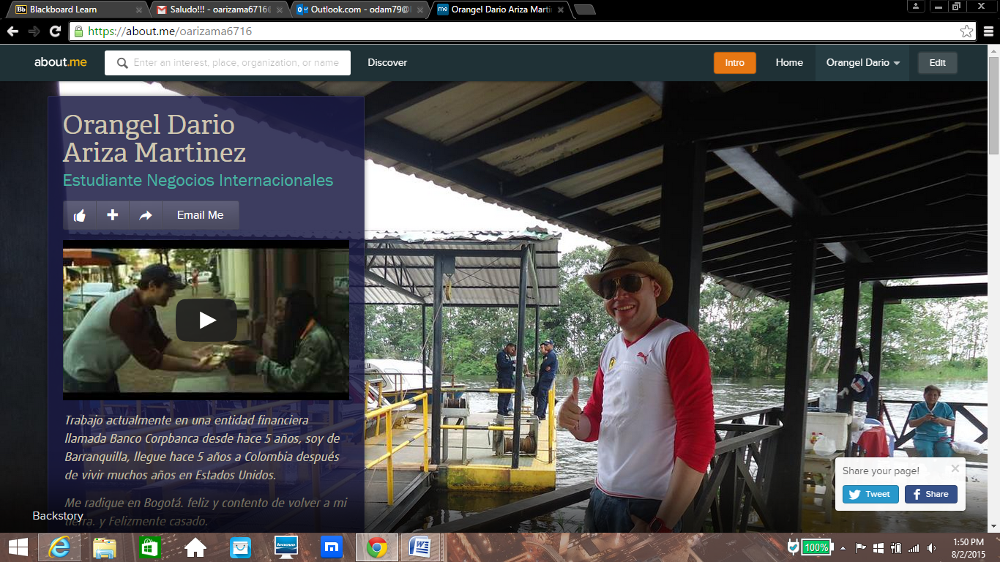 Blackboard Learn
Saludo!!! - oarizama6716@
Outlook.com - odam79@
Orangel Dario Ariza Marti
https://about.me/oarizama6716
about.me
Enter an interest, place, organization, or name
Discover
Intro
Home
Orangel Dario
Edit
Orangel Dario
Ariza Martinez
Estudiante Negocios Internacionales
Email Me
Trabajo actualmente en una entidad financiera
llamada Banco Corpbanca desde hace 5 años, soy de
Barranquilla, llegue hace 5 años a Colombia después
de vivir muchos años en Estados Unidos.
Me radique en Bogotá. feliz y contento de volver a mi
tierra. y Felizmente casado.
Backstory
Share your page!
Tweet
Share
lenovo
100%
1:50 PM
8/2/2015